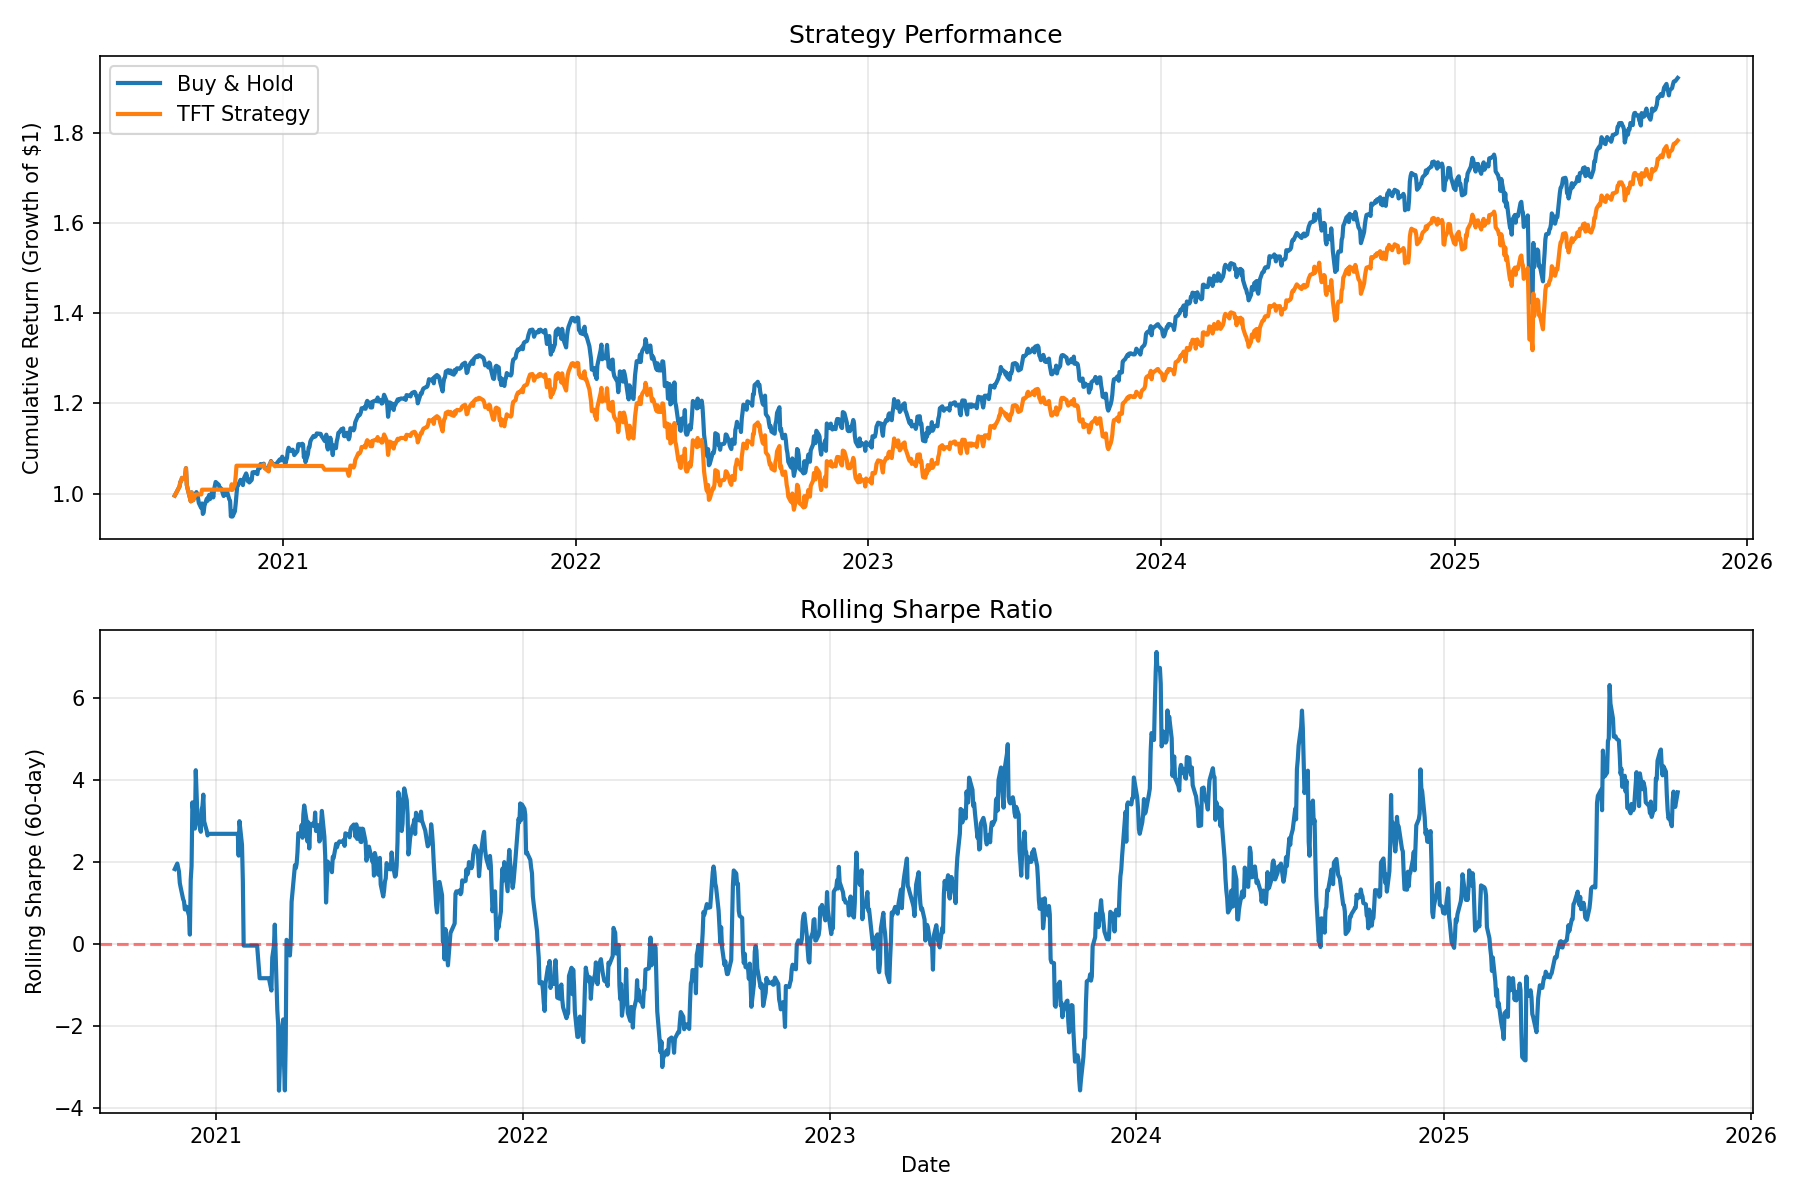 Strategy Performance
Cumulative Return (Growth of $1)
Buy & Hold
TFT Strategy
1.8
1.6
1.4
1.2
1.0
2021 2022 2023 2024 2025 2026
Rolling Sharpe Ratio
Rolling Sharpe (60-day)
6
4
2
0
−2
−4
2021 2022 2023 2024 2025 2026
Date